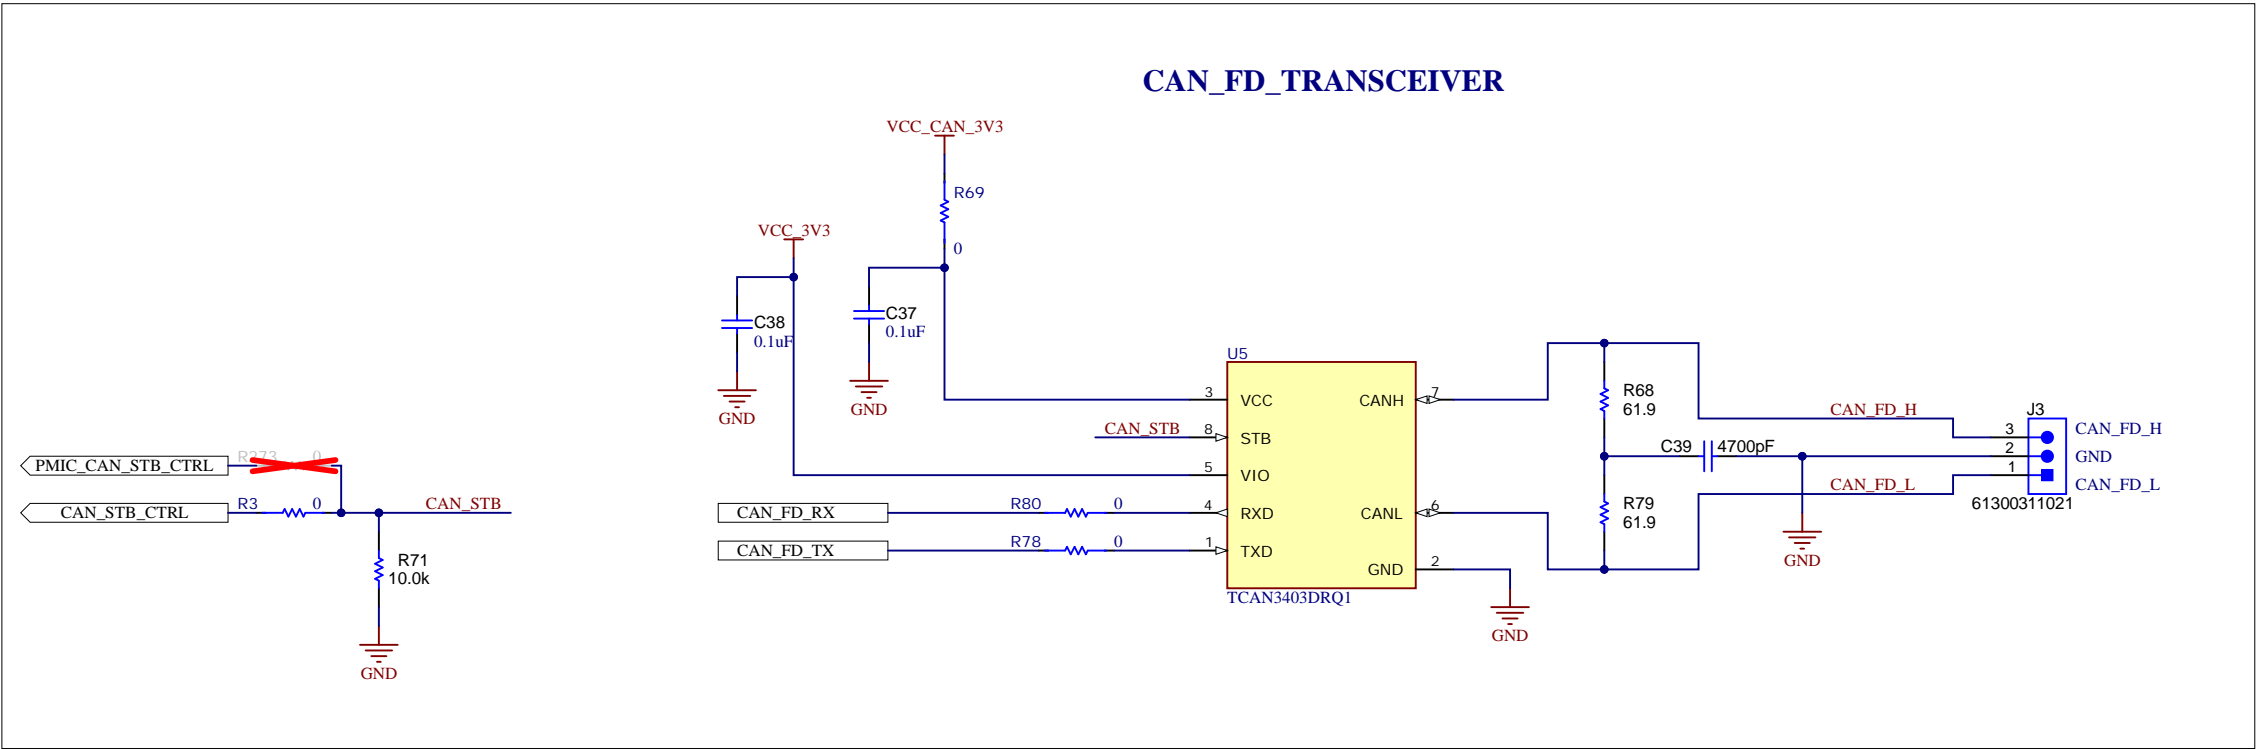 CAN_FD_TRANSCEIVER
VCC_CAN_3V3
R69
0
VCC_3V3
C38
0.1uF
GND
C37
0.1uF
GND
PMIC_CAN_STB_CTRL
R273 0
CAN_STB_CTRL
R3 0
CAN_STB
R71
10.0k
GND
CAN_STB
CAN_FD_RX
R80 0
CAN_FD_TX
R78 0
U5
3 VCC
8 STB
5 VIO
4 RXD
1 TXD
CANH 7
CANL 6
GND 2
TCAN3403DRQ1
GND
R68
61.9
C39 4700pF
R79
61.9
GND
CAN_FD_H
CAN_FD_L
J3
3 CAN_FD_H
2 GND
1 CAN_FD_L
61300311021